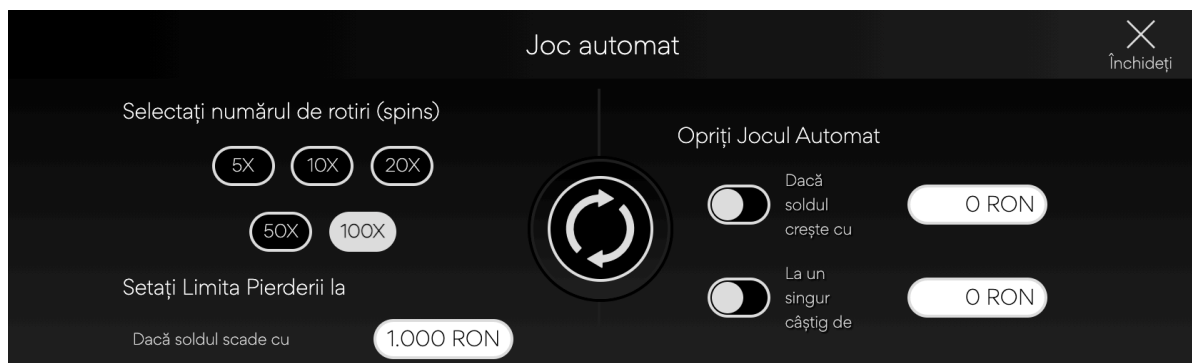 Joc automat
Închideți
Selectați numărul de rotiri (spins)
5X 10X 20X
50X 100X
Setați Limita Pierderii la
Dacă soldul scade cu 1.000 RON
Opriți Jocul Automat
Dacă
soldul
crește cu
0 RON
La un
singur
câștig de
0 RON